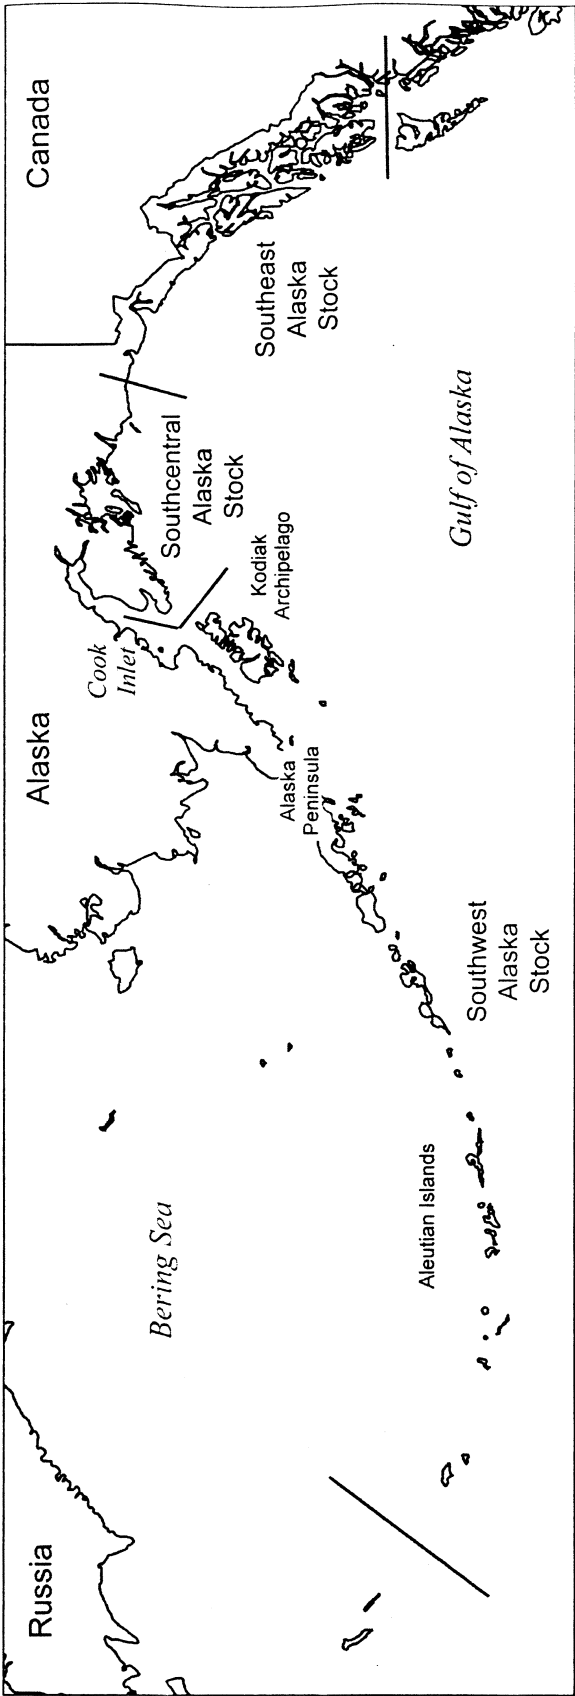 Russia
Alaska
Canada
Bering Sea
Cook
Inlet
Southcentral
Alaska
Stock
Kodiak
Archipelago
Southeast
Alaska
Stock
Alaska
Peninsula
Aleutian Islands
Southwest
Alaska
Stock
Gulf of Alaska